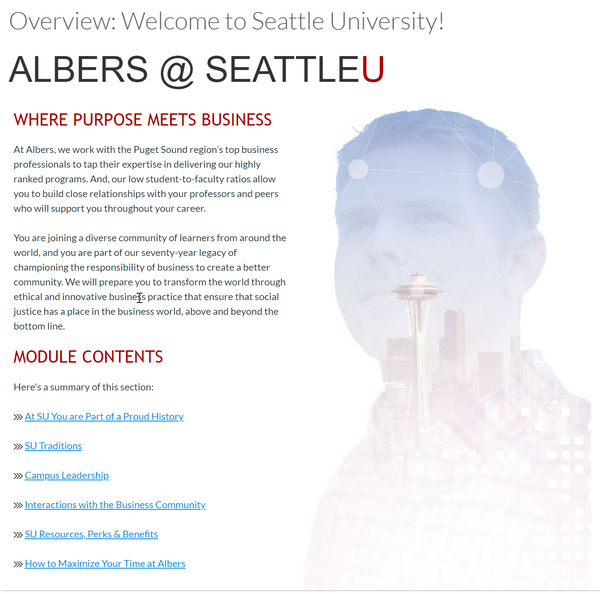 Overview: Welcome to Seattle University!
ALBERS @ SEATTLEU
WHERE PURPOSE MEETS BUSINESS
At Albers, we work with the Puget Sound region's top business
professionals to tap their expertise in delivering our highly
ranked programs. And, our low student-to-faculty ratios allow
you to build close relationships with your professors and peers
who will support you throughout your career.
You are joining a diverse community of learners from around the
world, and you are part of our seventy-year legacy of
championing the responsibility of business to create a better
community. We will prepare you to transform the world through
ethical and innovative business practice that ensure that social
justice has a place in the business world, above and beyond the
bottom line.
MODULE CONTENTS
Here's a summary of this section:
At SU You are Part of a Proud History
SU Traditions
Campus Leadership
Interactions with the Business Community
SU Resources, Perks & Benefits
How to Maximize Your Time at Albers